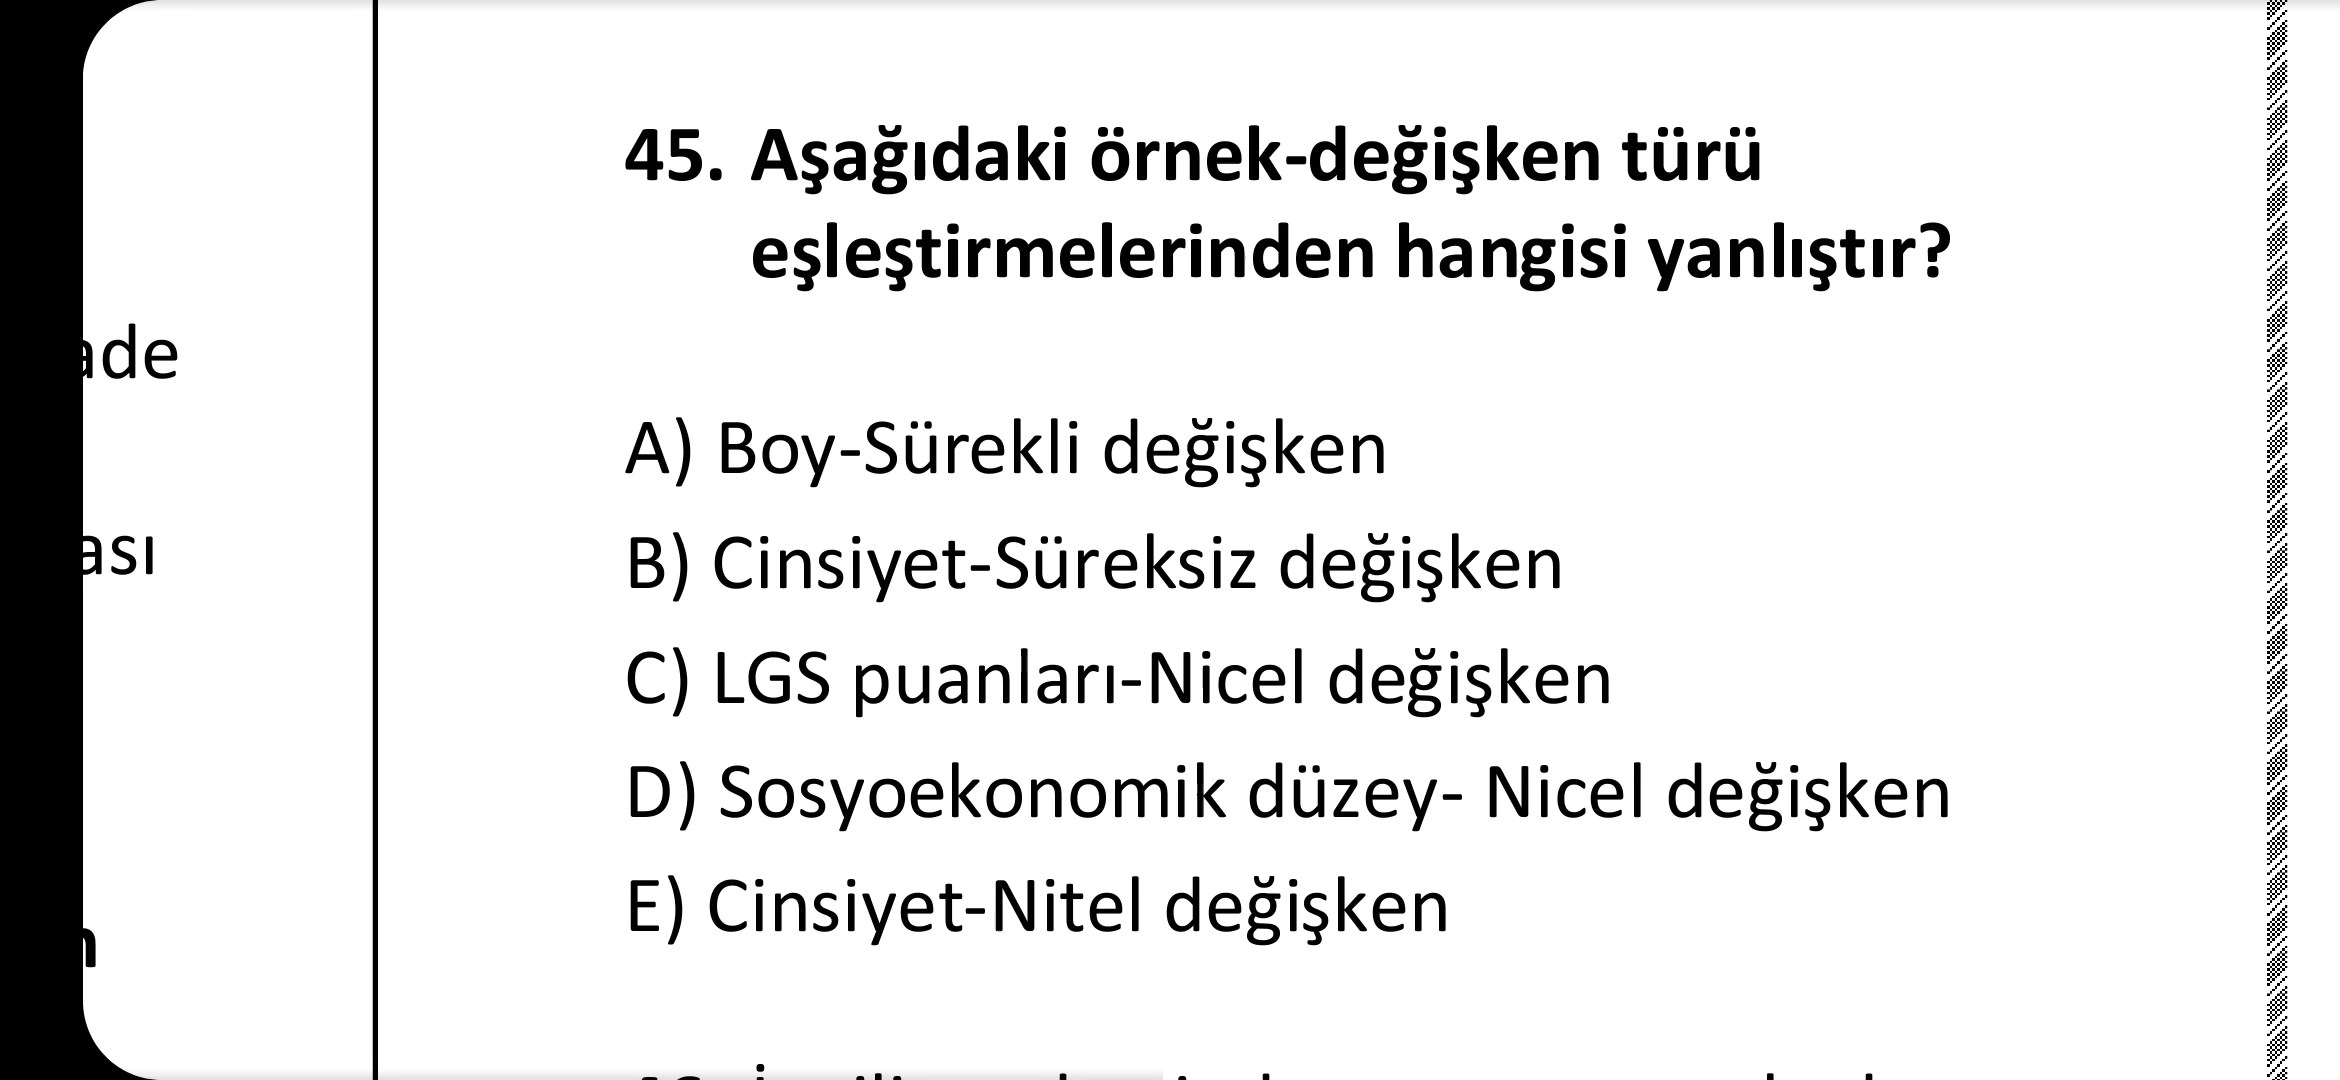 45. Aşağıdaki örnek-değişken türü
eşleştirmelerinden hangisi yanlıştır?
ade
A) Boy-Sürekli değişken
ası
B) Cinsiyet-Süreksiz değişken
C) LGS puanları-Nicel değişken
D) Sosyoekonomik düzey- Nicel değişken
E) Cinsiyet-Nitel değişken